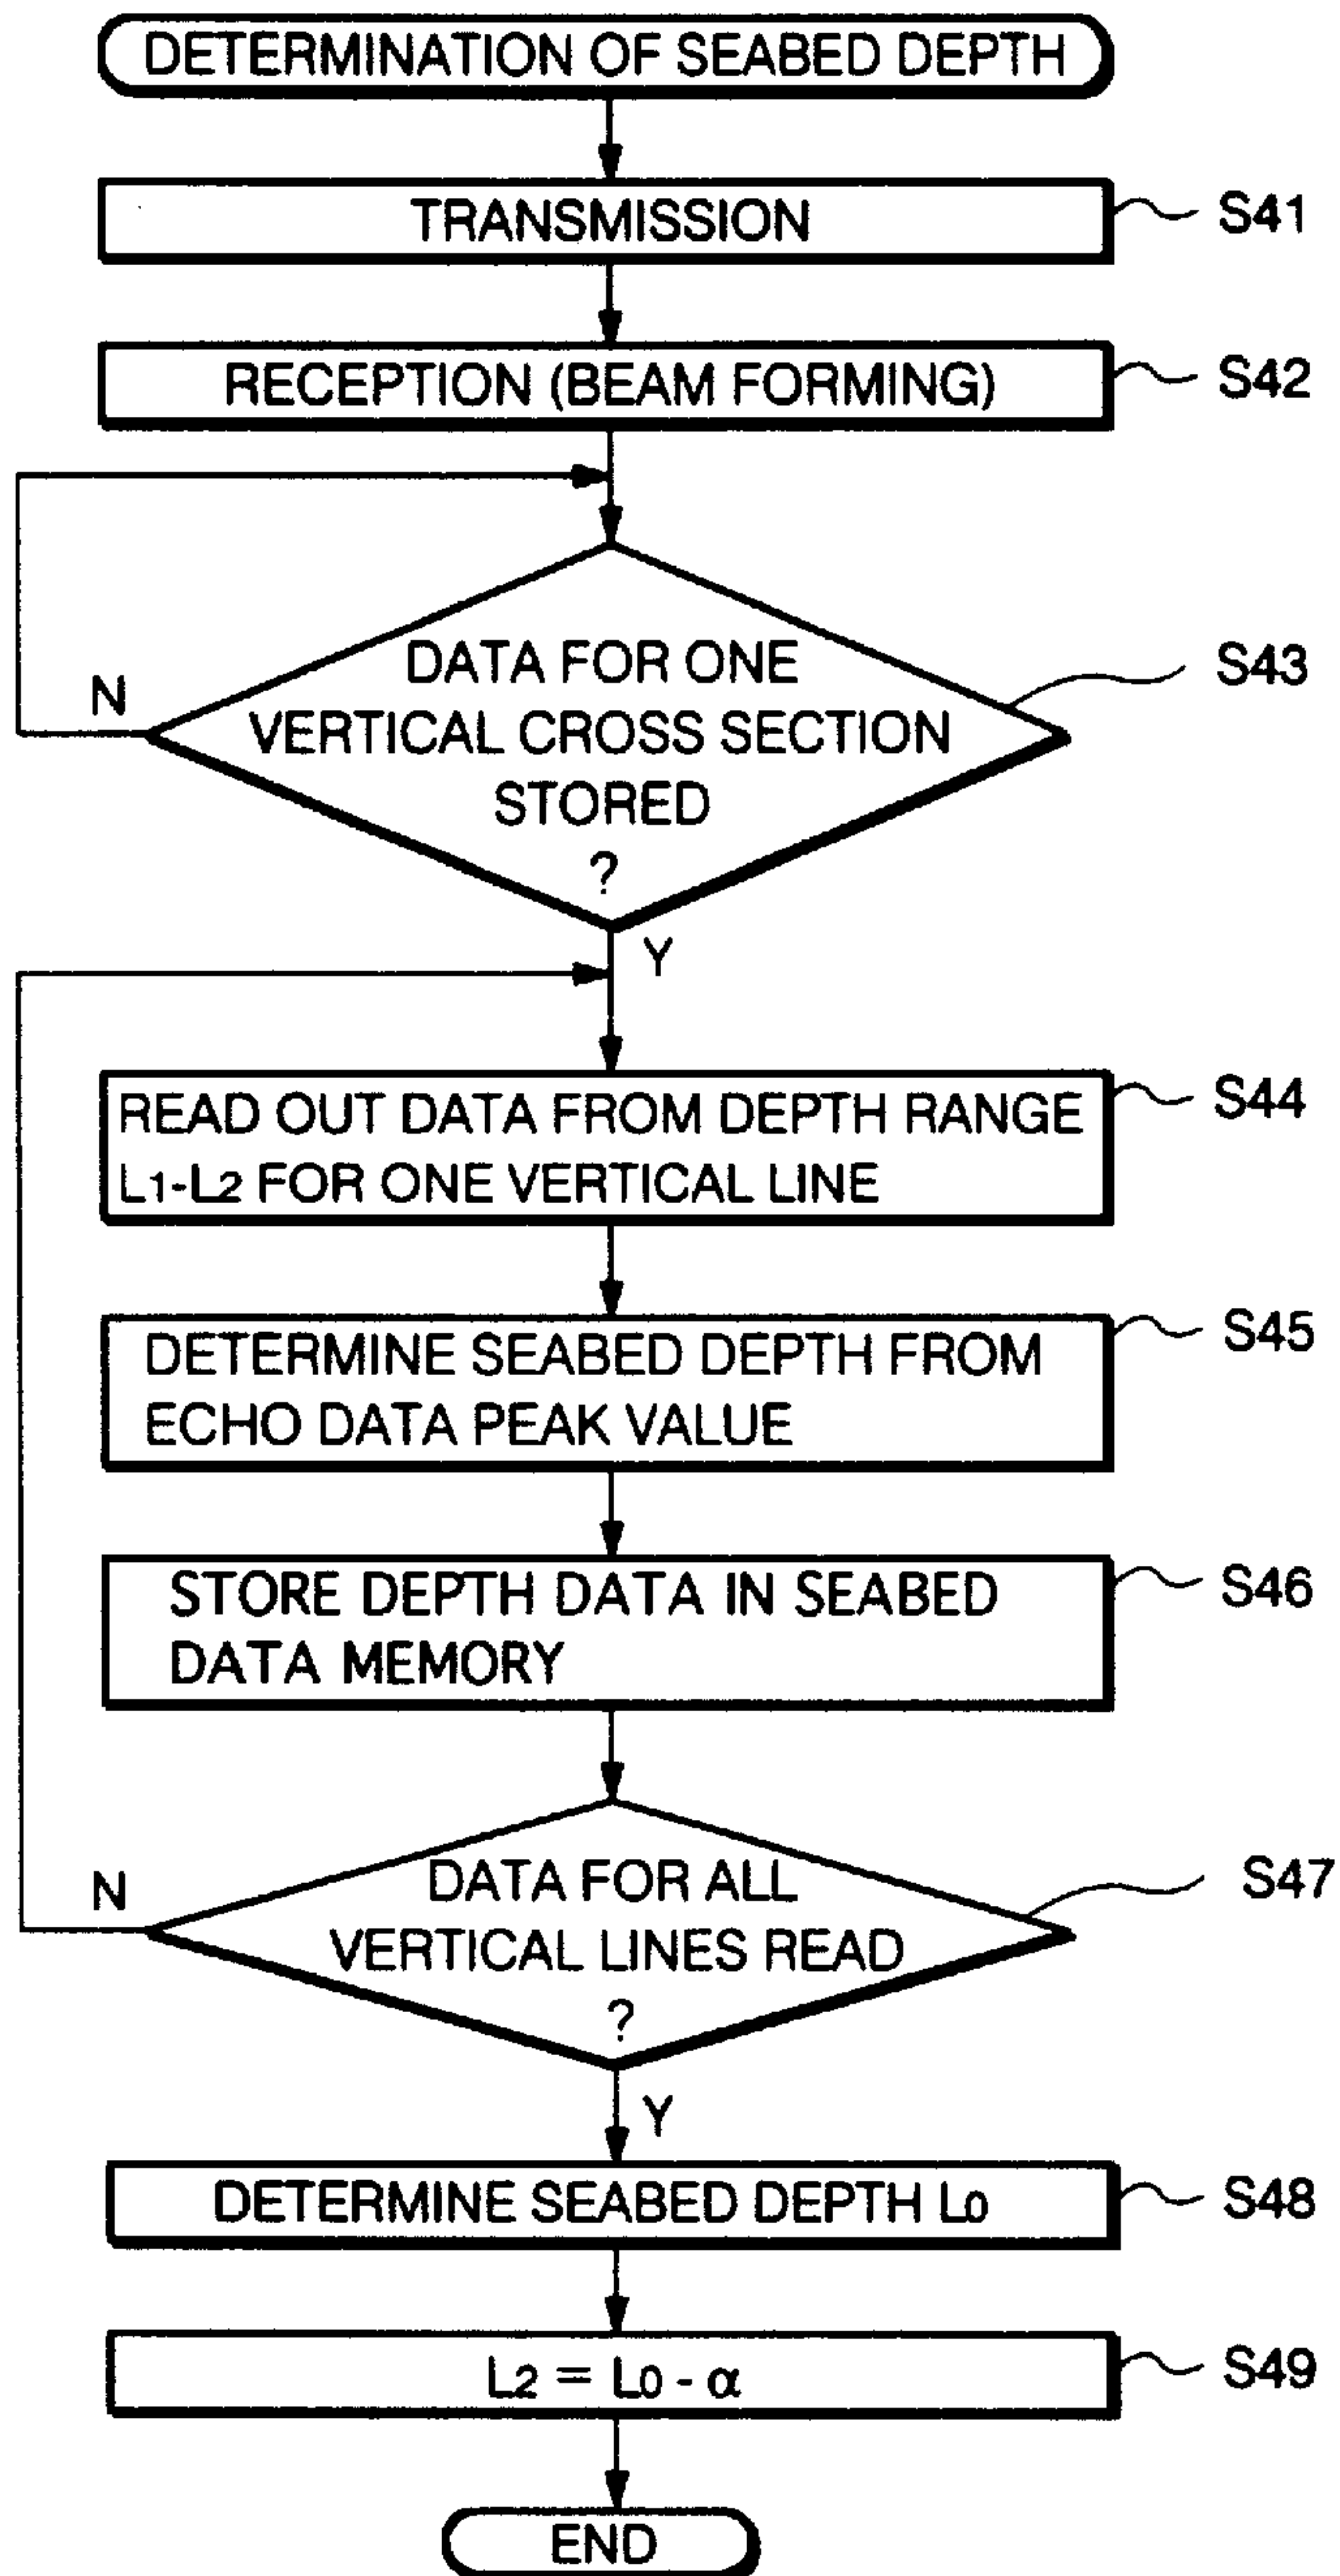 DETERMINATION OF SEABED DEPTH
TRANSMISSION
S41
RECEPTION (BEAM FORMING)
S42
DATA FOR ONE
VERTICAL CROSS SECTION
STORED
?
S43
N
Y
READ OUT DATA FROM DEPTH RANGE
L1-L2 FOR ONE VERTICAL LINE
S44
DETERMINE SEABED DEPTH FROM
ECHO DATA PEAK VALUE
S45
STORE DEPTH DATA IN SEABED
DATA MEMORY
S46
DATA FOR ALL
VERTICAL LINES READ
?
S47
N
Y
DETERMINE SEABED DEPTH L0
S48
L2 = L0 - α
S49
END